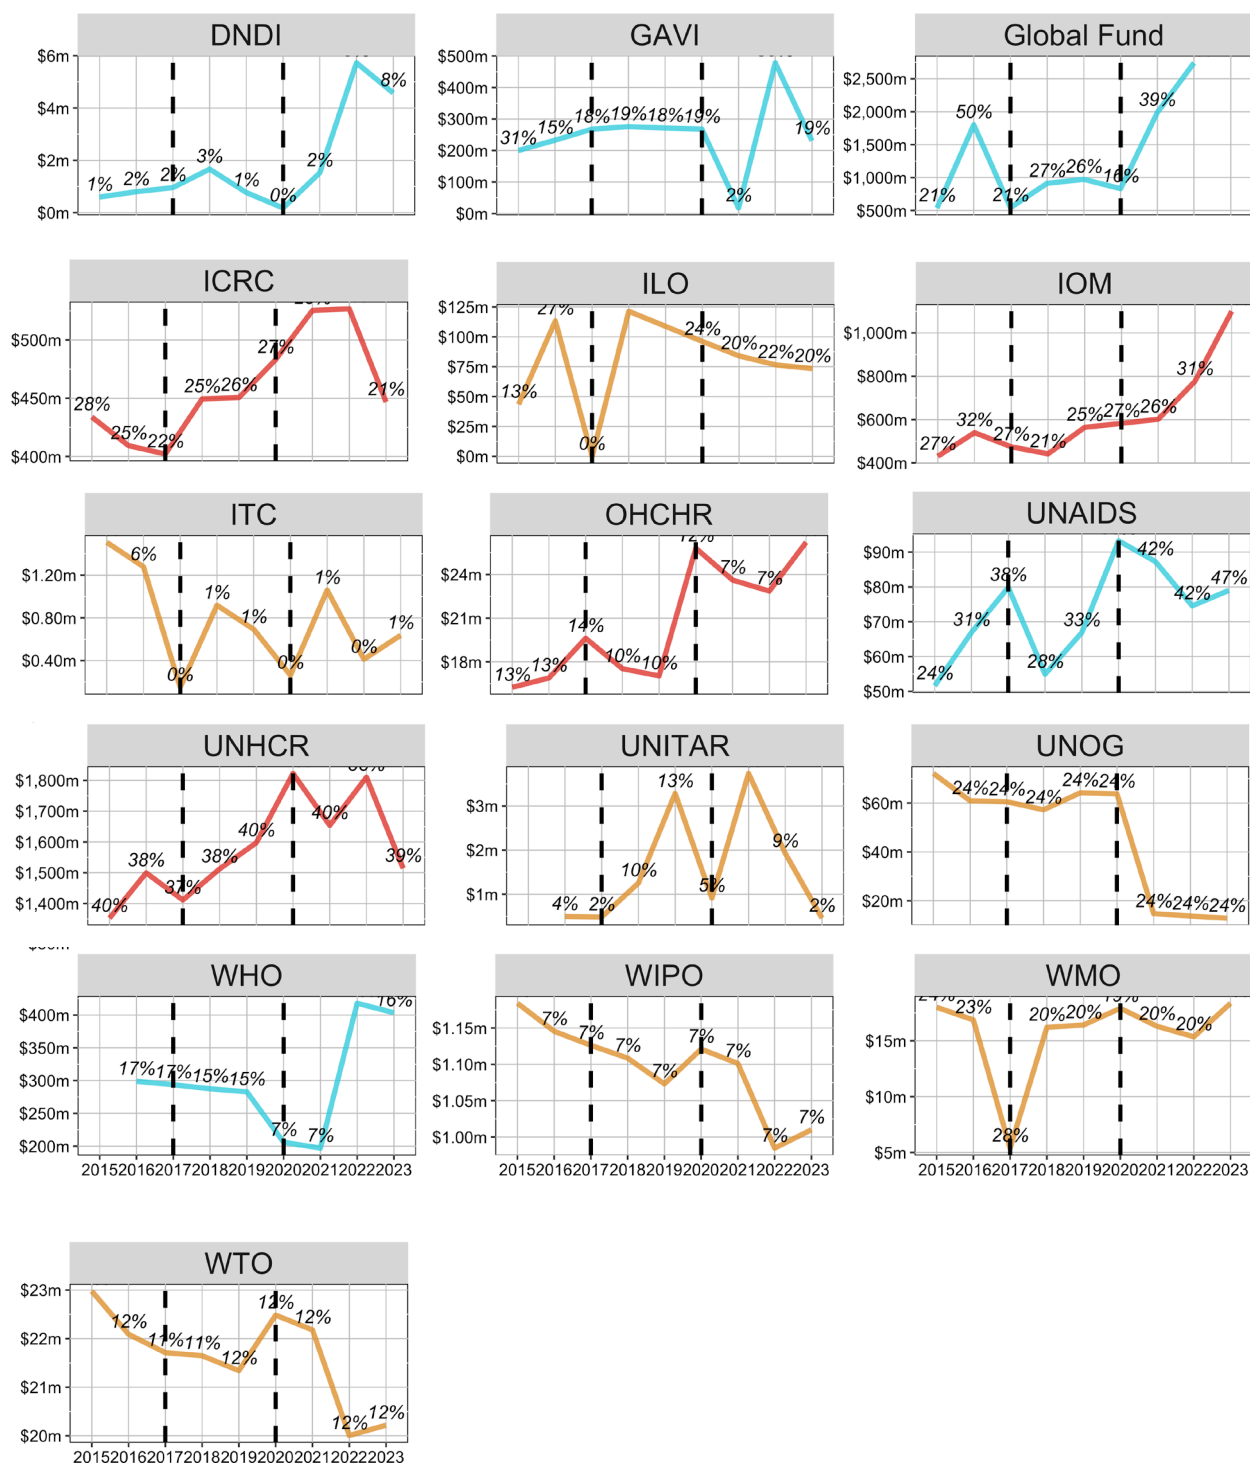 DNDI
GAVI
Global Fund
$6m
$4m
$2m
$0m
1%
2%
2%
3%
1%
0%
2%
8%
$500m
$400m
$300m
$200m
$100m
$0m
31%
15%
18%
19%
18%
19%
2%
19%
$2,500m
$2,000m
$1,500m
$1,000m
$500m
21%
50%
21%
27%
26%
16%
39%
ICRC
ILO
IOM
$500m
$450m
$400m
28%
25%
22%
25%
26%
27%
21%
$125m
$100m
$75m
$50m
$25m
$0m
13%
27%
0%
24%
20%
22%
20%
$1,000m
$800m
$600m
$400m
27%
32%
27%
21%
25%
27%
26%
31%
ITC
OHCHR
UNAIDS
$1.20m
$0.80m
$0.40m
6%
0%
1%
1%
0%
1%
0%
1%
$24m
$21m
$18m
13%
13%
14%
10%
10%
12%
7%
7%
$90m
$80m
$70m
$60m
$50m
24%
31%
38%
28%
33%
42%
42%
47%
UNHCR
UNITAR
UNOG
$1,800m
$1,700m
$1,600m
$1,500m
$1,400m
40%
38%
37%
38%
40%
40%
39%
$3m
$2m
$1m
4%
2%
10%
13%
5%
9%
2%
$60m
$40m
$20m
24%
24%
24%
24%
24%
24%
24%
24%
WHO
WIPO
WMO
$400m
$350m
$300m
$250m
$200m
17%
17%
15%
15%
7%
7%
16%
2015 2016 2017 2018 2019 2020 2021 2022 2023
$1.15m
$1.10m
$1.05m
$1.00m
7%
7%
7%
7%
7%
7%
7%
7%
2015 2016 2017 2018 2019 2020 2021 2022 2023
$15m
$10m
$5m
24%
23%
28%
20%
20%
19%
20%
20%
2015 2016 2017 2018 2019 2020 2021 2022 2023
WTO
$23m
$22m
$21m
$20m
12%
11%
11%
12%
12%
12%
12%
12%
2015 2016 2017 2018 2019 2020 2021 2022 2023